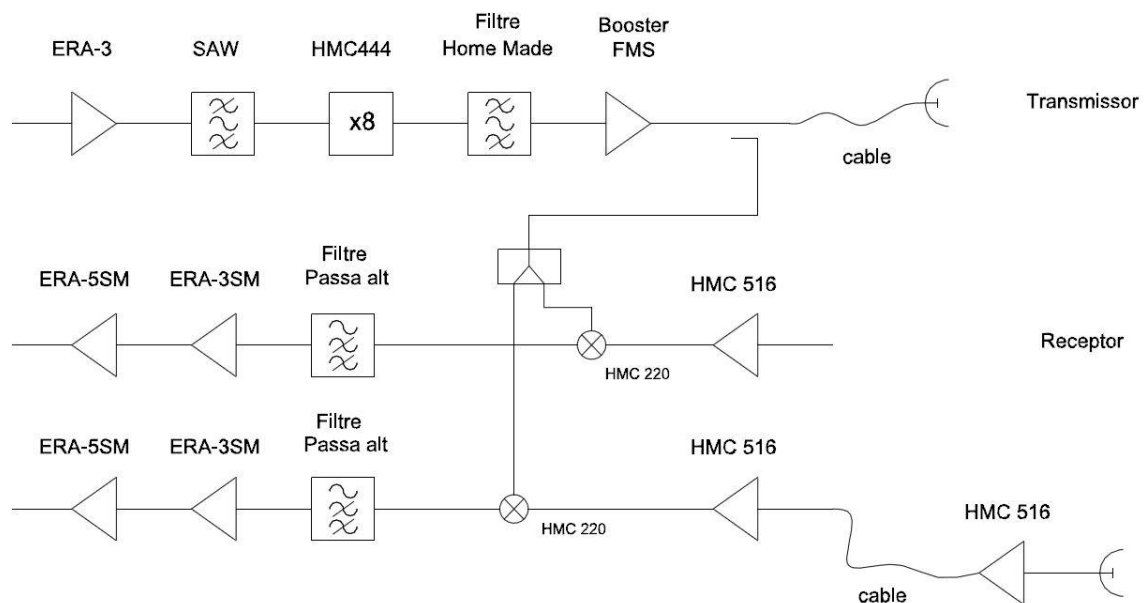 ERA-3
SAW
HMC444
Filtre
Home Made
Booster
FMS
x8
Transmissor
cable
Filtre
Passa alt
ERA-5SM
ERA-3SM
HMC 516
HMC 220
Receptor
Filtre
Passa alt
ERA-5SM
ERA-3SM
HMC 516
HMC 220
HMC 516
cable